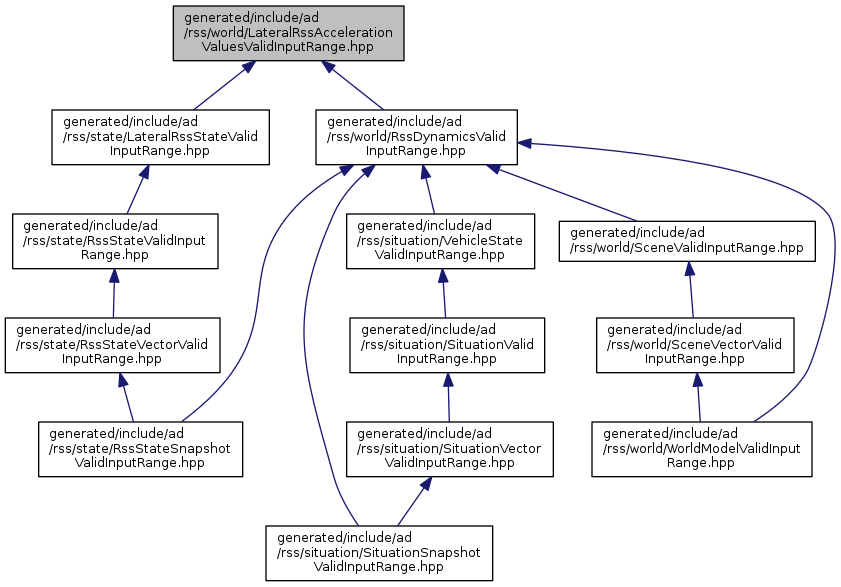 generated/include/ad
/rss/world/LateralRssAcceleration
ValuesValidInputRange.hpp
generated/include/ad
/rss/state/LateralRssStateValid
InputRange.hpp
generated/include/ad
/rss/world/RssDynamicsValid
InputRange.hpp
generated/include/ad
/rss/state/RssStateValidInput
Range.hpp
generated/include/ad
/rss/situation/VehicleState
ValidInputRange.hpp
generated/include/ad
/rss/world/SceneValidInputRange.hpp
generated/include/ad
/rss/state/RssStateVectorValid
InputRange.hpp
generated/include/ad
/rss/situation/SituationValid
InputRange.hpp
generated/include/ad
/rss/world/SceneVectorValid
InputRange.hpp
generated/include/ad
/rss/state/RssStateSnapshot
ValidInputRange.hpp
generated/include/ad
/rss/situation/SituationVector
ValidInputRange.hpp
generated/include/ad
/rss/world/WorldModelValidInput
Range.hpp
generated/include/ad
/rss/situation/SituationSnapshot
ValidInputRange.hpp